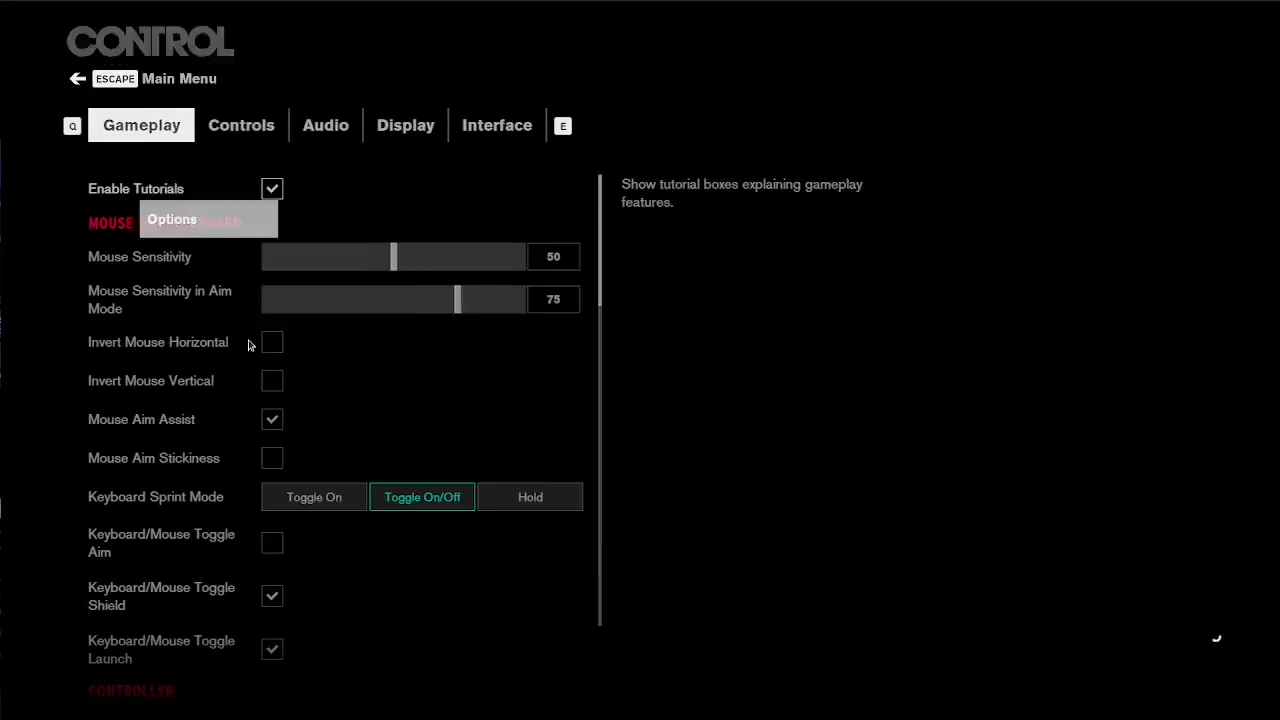 CONTROL
ESCAPE Main Menu
Q Gameplay Controls Audio Display Interface E
Enable Tutorials
Show tutorial boxes explaining gameplay
features.
MOUSE
Options
Mouse Sensitivity 50
Mouse Sensitivity in Aim
Mode 75
Invert Mouse Horizontal
Invert Mouse Vertical
Mouse Aim Assist
Mouse Aim Stickiness
Keyboard Sprint Mode Toggle On Toggle On/Off Hold
Keyboard/Mouse Toggle
Aim
Keyboard/Mouse Toggle
Shield
Keyboard/Mouse Toggle
Launch
CONTROLLER